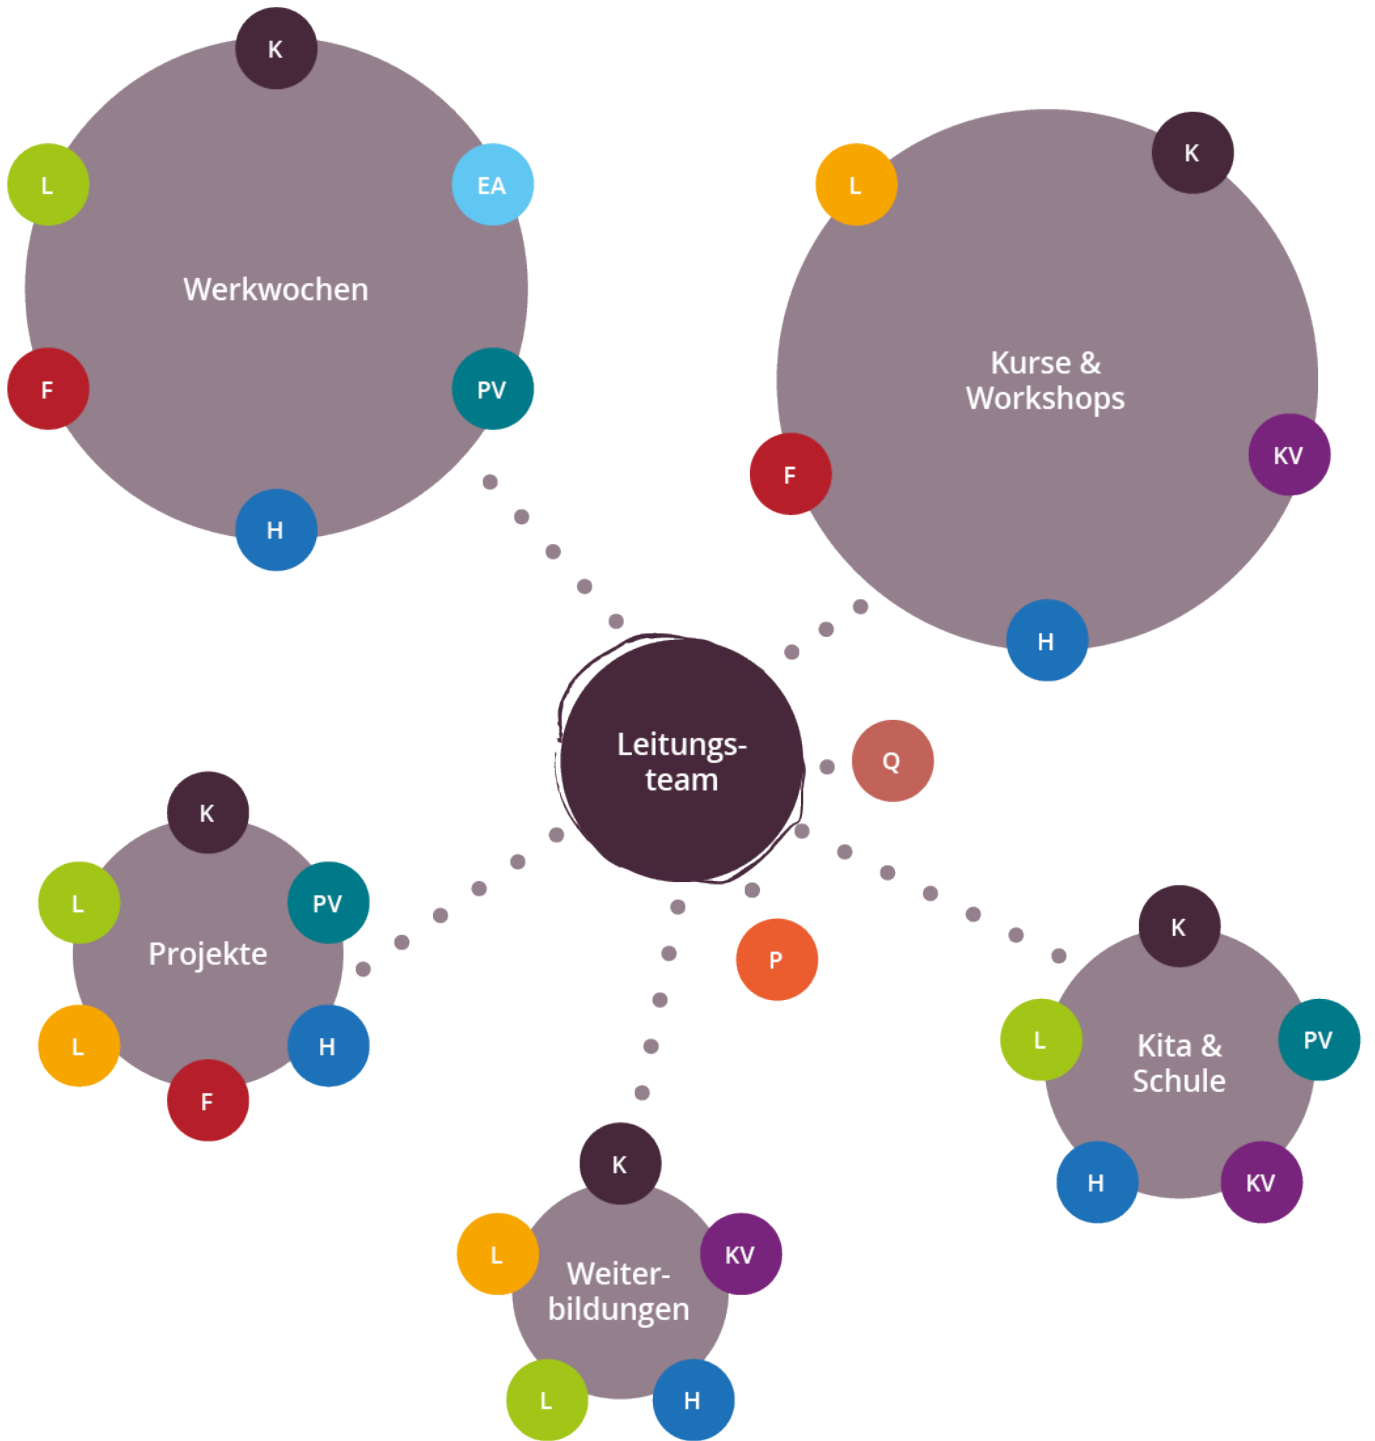 K
L
EA
Werkwochen
F
PV
H
K
L
Kurse &
Workshops
KV
F
H
Leitungs-
team
Q
P
K
L
PV
Projekte
L
H
F
K
L
PV
Kita &
Schule
H
KV
K
L
KV
Weiter-
bildungen
L
H